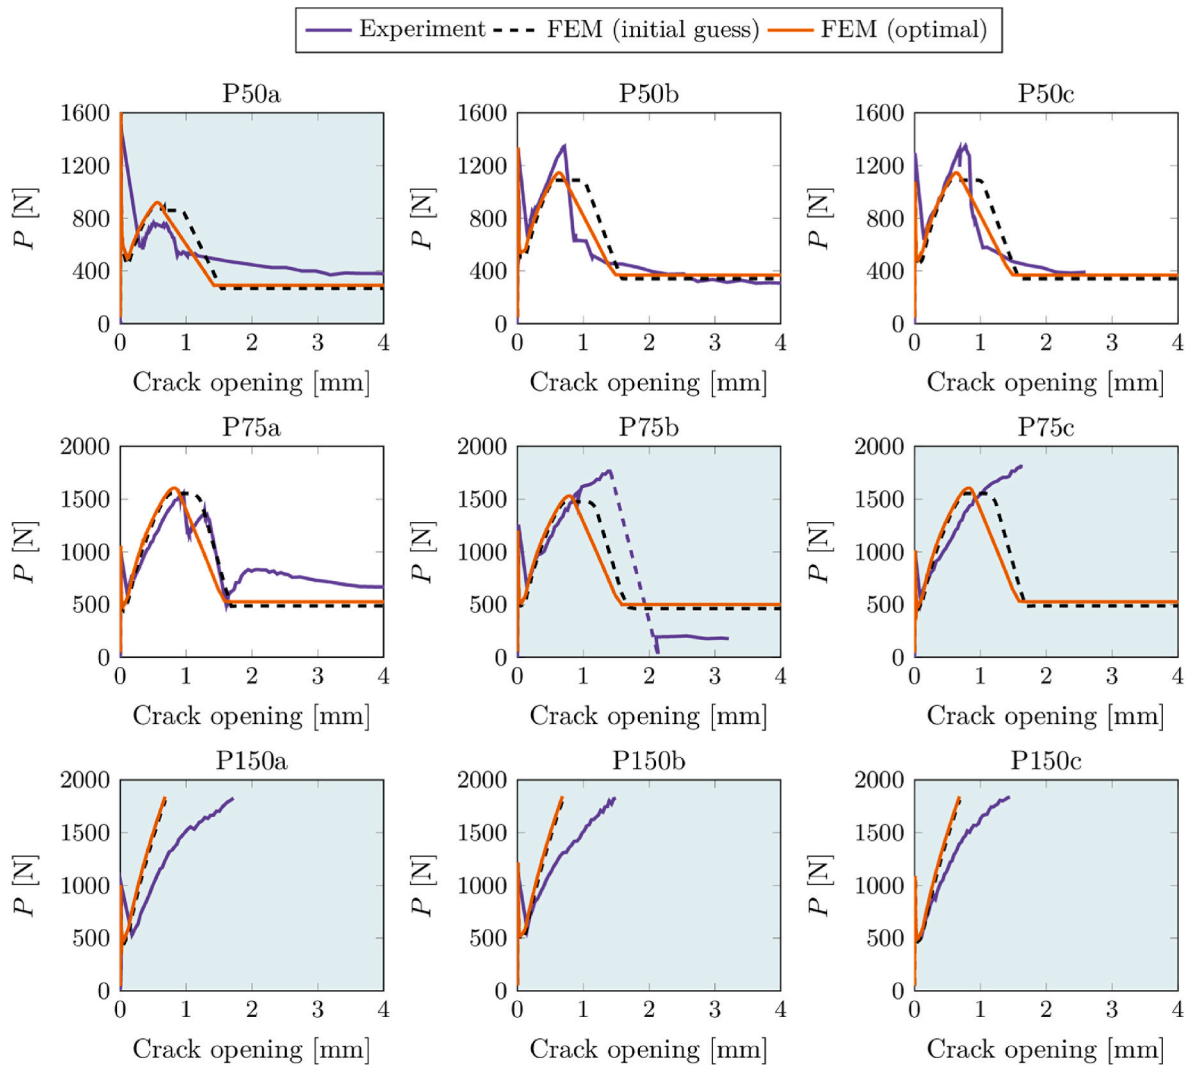 Experiment FEM (initial guess) FEM (optimal)
P50a P50b P50c
1600 1600 1600
1200 1200 1200
800 800 800
400 400 400
0 0 0
P [N] P [N] P [N]
0 1 2 3 4 0 1 2 3 4 0 1 2 3 4
Crack opening [mm] Crack opening [mm] Crack opening [mm]
P75a P75b P75c
2000 2000 2000
1500 1500 1500
1000 1000 1000
500 500 500
0 0 0
P [N] P [N] P [N]
0 1 2 3 4 0 1 2 3 4 0 1 2 3 4
Crack opening [mm] Crack opening [mm] Crack opening [mm]
P150a P150b P150c
2000 2000 2000
1500 1500 1500
1000 1000 1000
500 500 500
0 0 0
P [N] P [N] P [N]
0 1 2 3 4 0 1 2 3 4 0 1 2 3 4
Crack opening [mm] Crack opening [mm] Crack opening [mm]